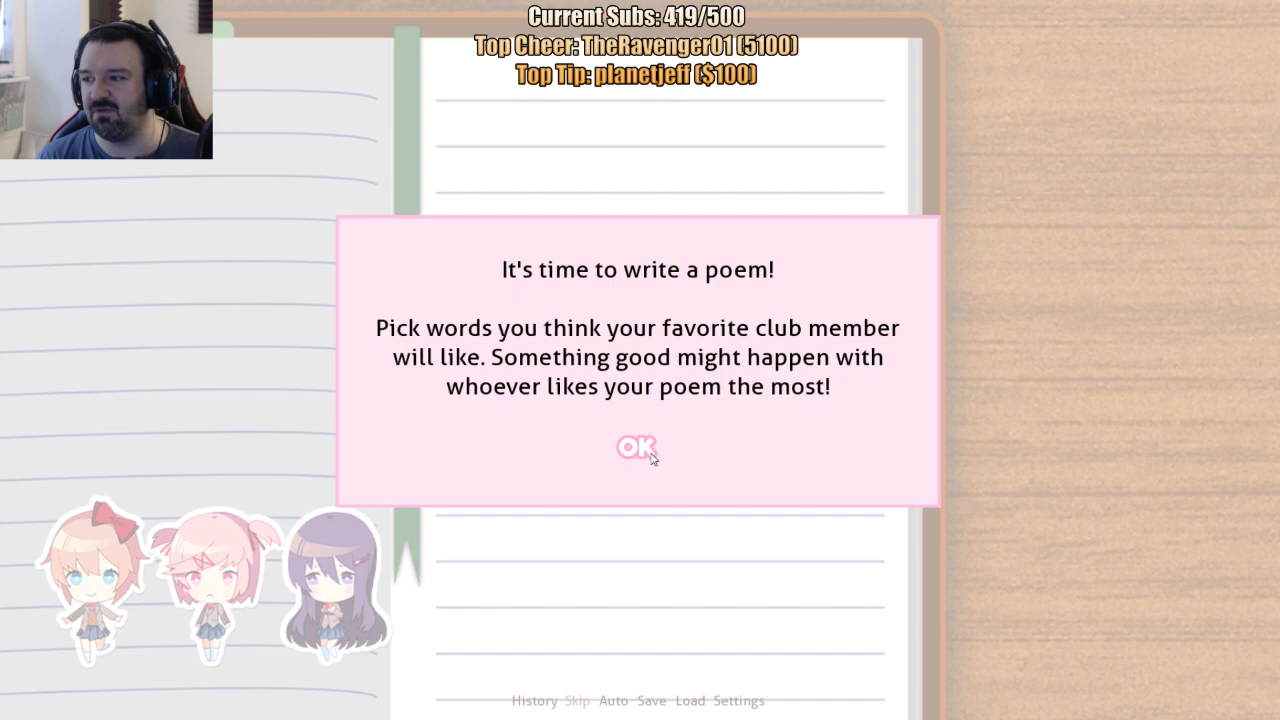 Current Subs: 419/500
Top Cheer: TheRavenger01 (5100)
Top Tip: planetjeff ($100)
It's time to write a poem!
Pick words you think your favorite club member
will like. Something good might happen with
whoever likes your poem the most!
OK
History Skip Auto Save Load Settings